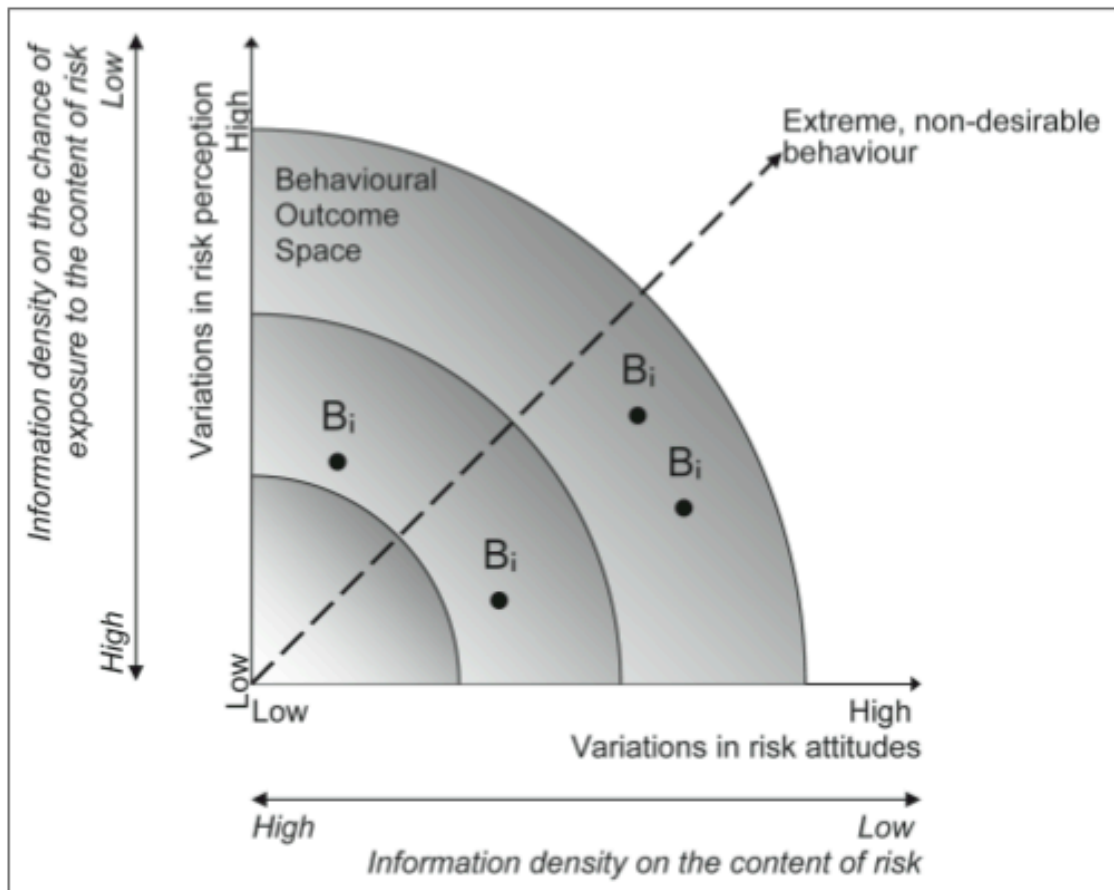 Information density on the chance of
exposure to the content of risk
Low
High
Variations in risk perception
High
Low
Behavioural
Outcome
Space
Extreme, non-desirable
behaviour
Bi
Bi
Bi
Bi
Low
High
Variations in risk attitudes
High
Low
Information density on the content of risk